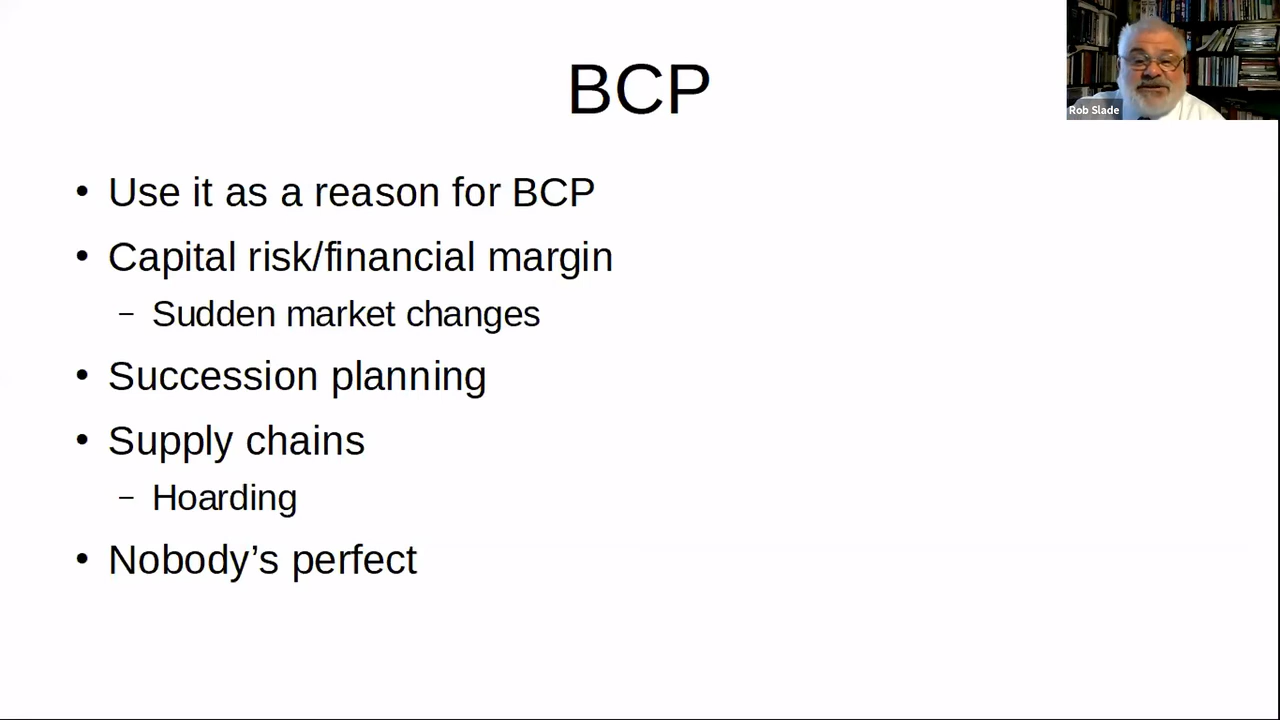 BCP
Rob Slade
• Use it as a reason for BCP
• Capital risk/financial margin
– Sudden market changes
• Succession planning
• Supply chains
– Hoarding
• Nobody’s perfect